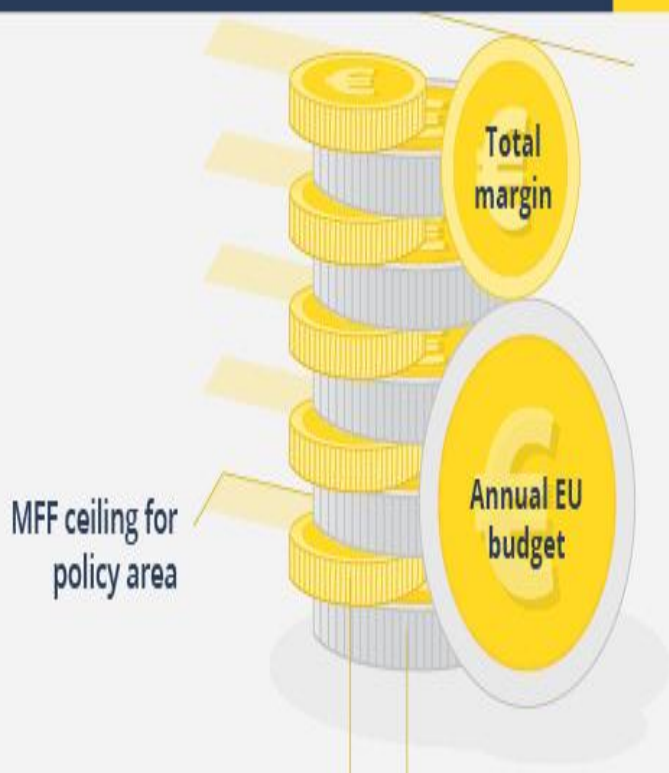 Total
margin
Annual EU
budget
MFF ceiling for
policy area